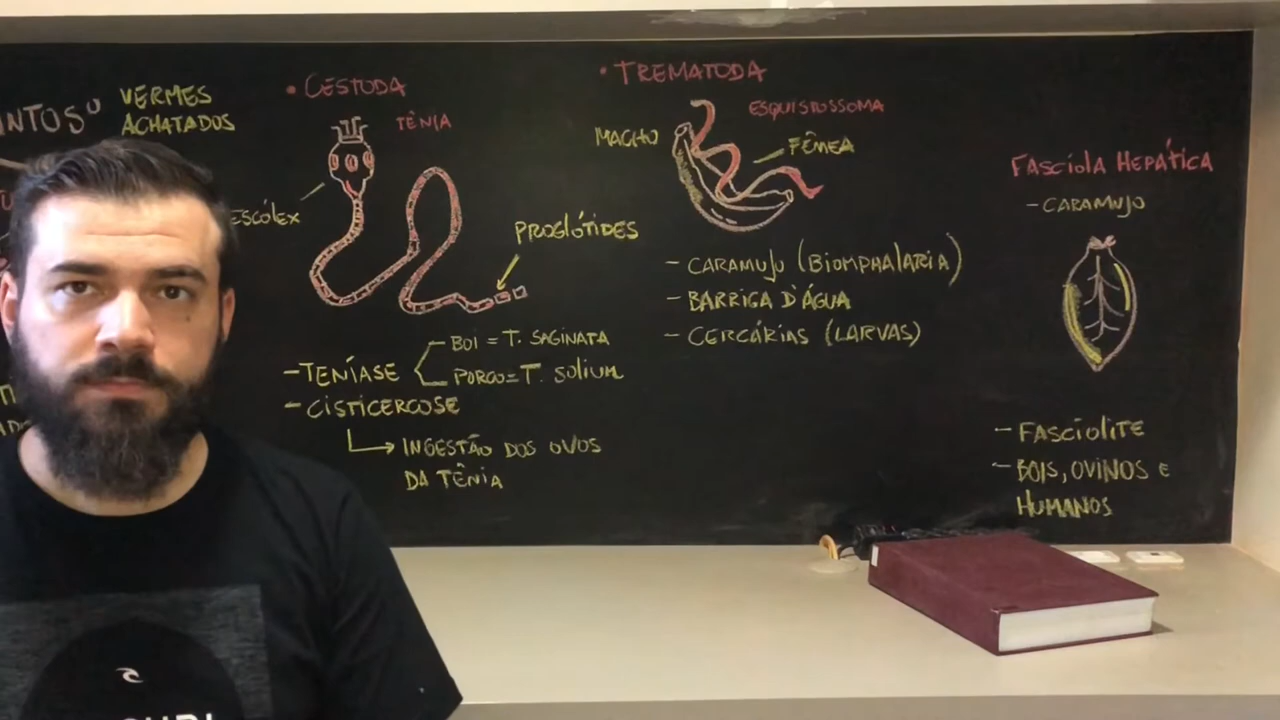 VERMES
ACHATADOS
• CESTODA
TÊNIA
ESCÓLEX
PROGLÓTIDES
- TENÍASE
BOI = T. SAGINATA
PORCO = T. SOLIUM
- CISTICERCOSE
INGESTÃO DOS OVOS
DA TÊNIA
• TREMATODA
ESQUISTOSSOMA
MACHO
FÊMEA
- CARAMUJO (BIOMPHALARIA)
- BARRIGA D'ÁGUA
- CERCÁRIAS (LARVAS)
FASCÍOLA HEPÁTICA
- CARAMUJO
- FASCIOLITE
- BOIS, OVINOS E
HUMANOS